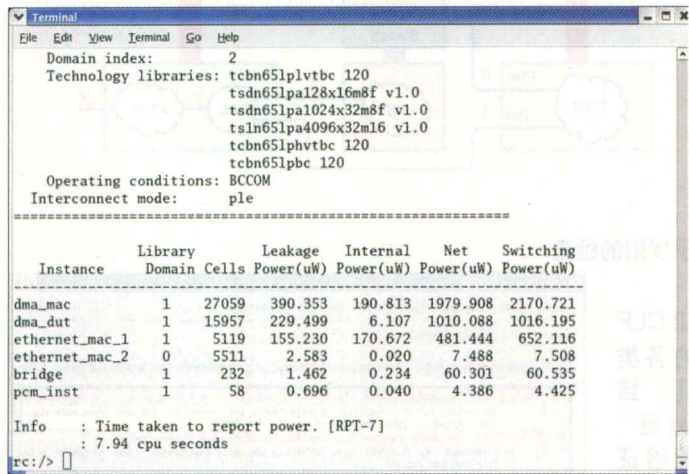 Terminal
File Edit View Terminal Go Help
Domain index: 2
Technology libraries: tcbn65lplvtbc 120
tsdn65lpa128x16m8f v1.0
tsdn65lpa1024x32m8f v1.0
ts1n65lpa4096x32m16 v1.0
tcbn65lphvtbc 120
tcbn65lpbc 120
Operating conditions: BCCOM
Interconnect mode: ple
============================================================
Library Leakage Internal Net Switching
Instance Domain Cells Power(uW) Power(uW) Power(uW) Power(uW)
------------------------------------------------------------
dma_mac 1 27059 390.353 190.813 1979.908 2170.721
dma_dut 1 15957 229.499 6.107 1010.088 1016.195
ethernet_mac_1 1 5119 155.230 170.672 481.444 652.116
ethernet_mac_2 0 5511 2.583 0.020 7.488 7.508
bridge 1 232 1.462 0.234 60.301 60.535
pcm_inst 1 58 0.696 0.040 4.386 4.425
Info : Time taken to report power. [RPT-7]
: 7.94 cpu seconds
rc:/>